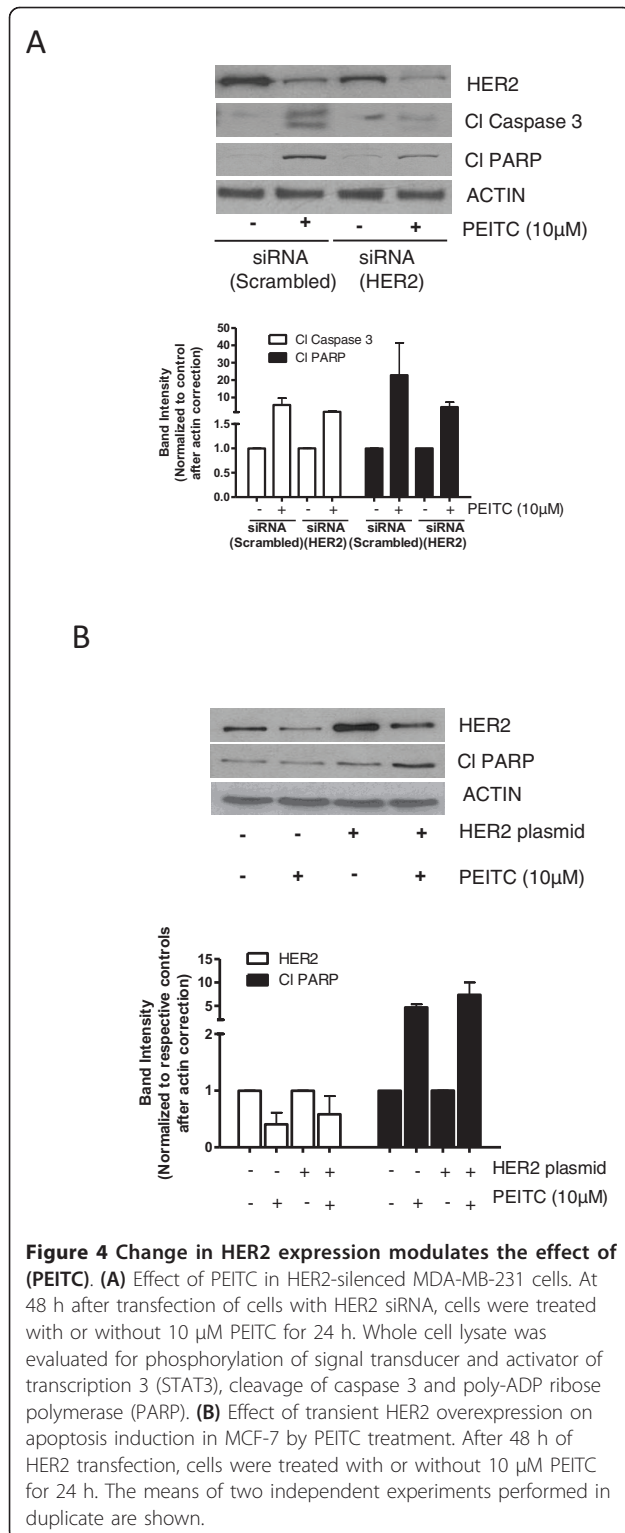 A
HER2
Cl Caspase 3
Cl PARP
ACTIN
- + - + PEITC (10µM)
siRNA siRNA
(Scrambled) (HER2)
Band Intensity
(Normalized to control
after actin correction)
50
40
30
20
10
1.5
1.0
0.5
0.0
Cl Caspase 3
Cl PARP
- + - + - + - + PEITC (10µM)
siRNA siRNA siRNA siRNA
(Scrambled)(HER2) (Scrambled)(HER2)
B
HER2
Cl PARP
ACTIN
- - + + HER2 plasmid
- + - + PEITC (10µM)
Band Intensity
(Normalized to respective controls
after actin correction)
15
10
5
2
1
0
HER2
Cl PARP
- - + + - - + + HER2 plasmid
- + - + - + - + PEITC (10µM)
Figure 4 Change in HER2 expression modulates the effect of
(PEITC). (A) Effect of PEITC in HER2-silenced MDA-MB-231 cells. At
48 h after transfection of cells with HER2 siRNA, cells were treated
with or without 10 µM PEITC for 24 h. Whole cell lysate was
evaluated for phosphorylation of signal transducer and activator of
transcription 3 (STAT3), cleavage of caspase 3 and poly-ADP ribose
polymerase (PARP). (B) Effect of transient HER2 overexpression on
apoptosis induction in MCF-7 by PEITC treatment. After 48 h of
HER2 transfection, cells were treated with or without 10 µM PEITC
for 24 h. The means of two independent experiments performed in
duplicate are shown.